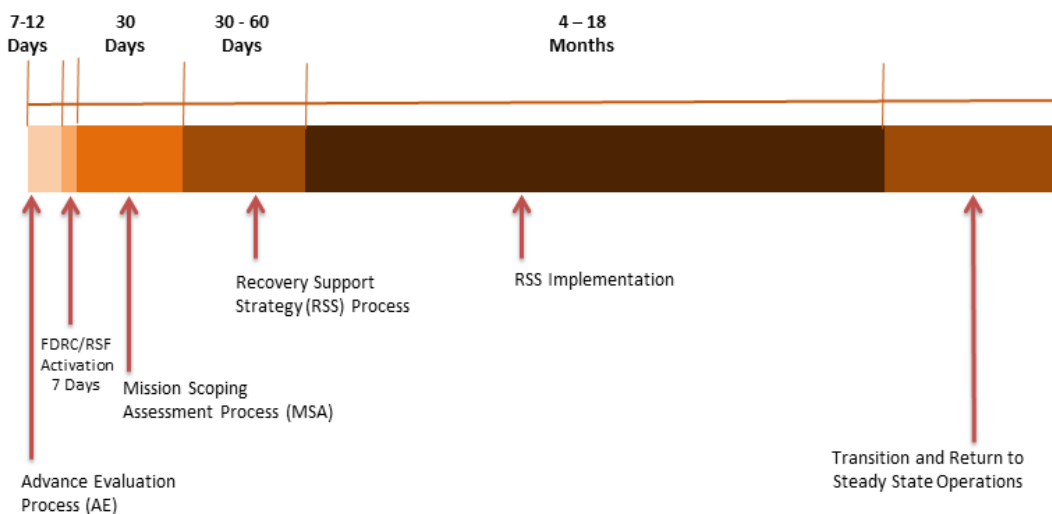 7-12
Days
30
Days
30 - 60
Days
4 – 18
Months
Recovery Support
Strategy (RSS) Process
RSS Implementation
FDRC/RSF
Activation
7 Days
Mission Scoping
Assessment Process (MSA)
Transition and Return to
Steady State Operations
Advance Evaluation
Process (AE)